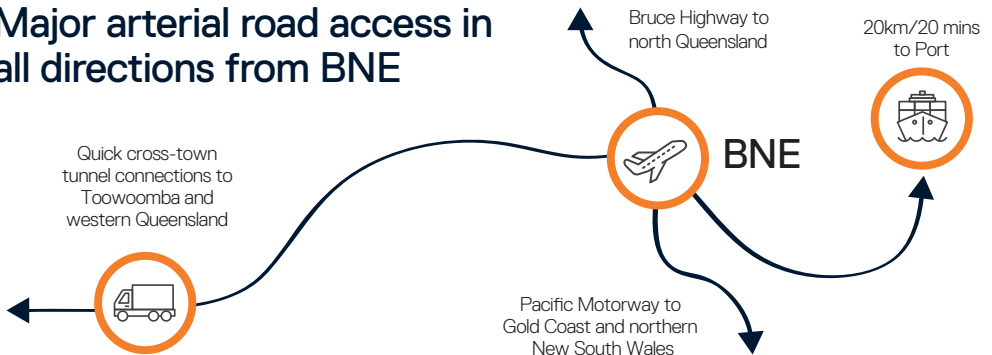 Major arterial road access in
all directions from BNE
Bruce Highway to
north Queensland
20km/20 mins
to Port
Quick cross-town
tunnel connections to
Toowoomba and
western Queensland
BNE
Pacific Motorway to
Gold Coast and northern
New South Wales